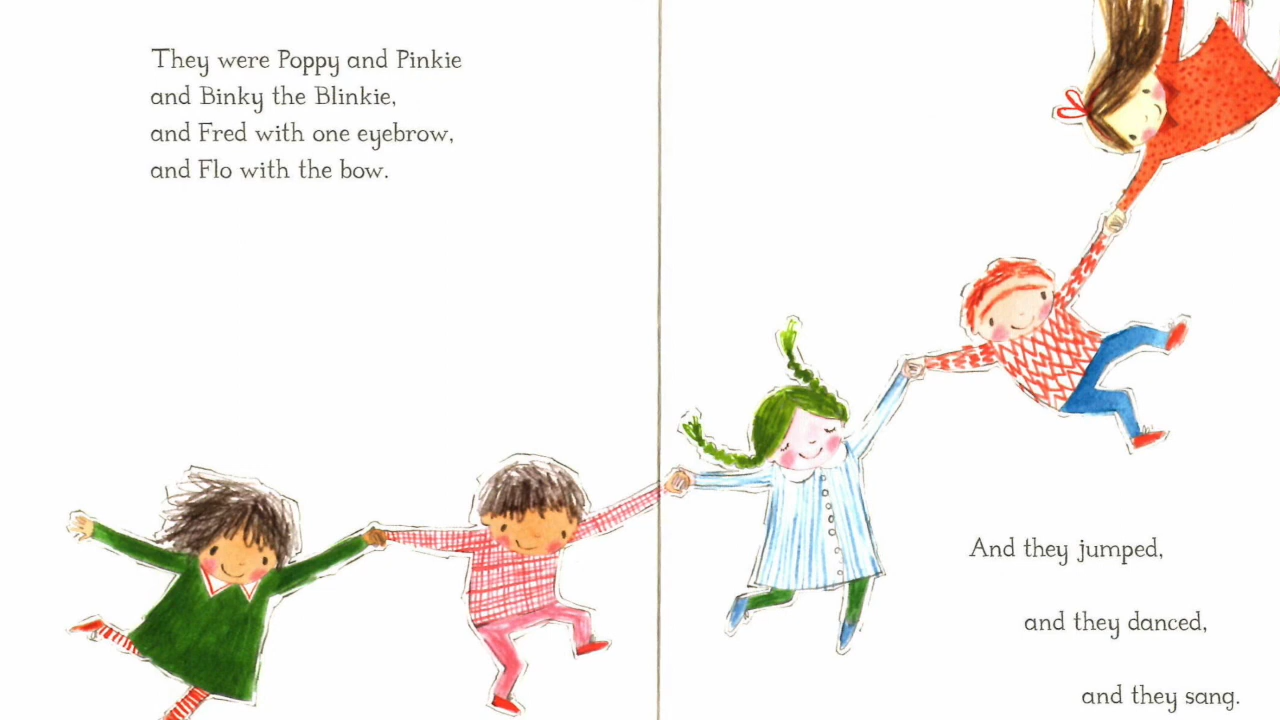 They were Poppy and Pinkie
and Binky the Blinkie,
and Fred with one eyebrow,
and Flo with the bow.
And they jumped,
and they danced,
and they sang.